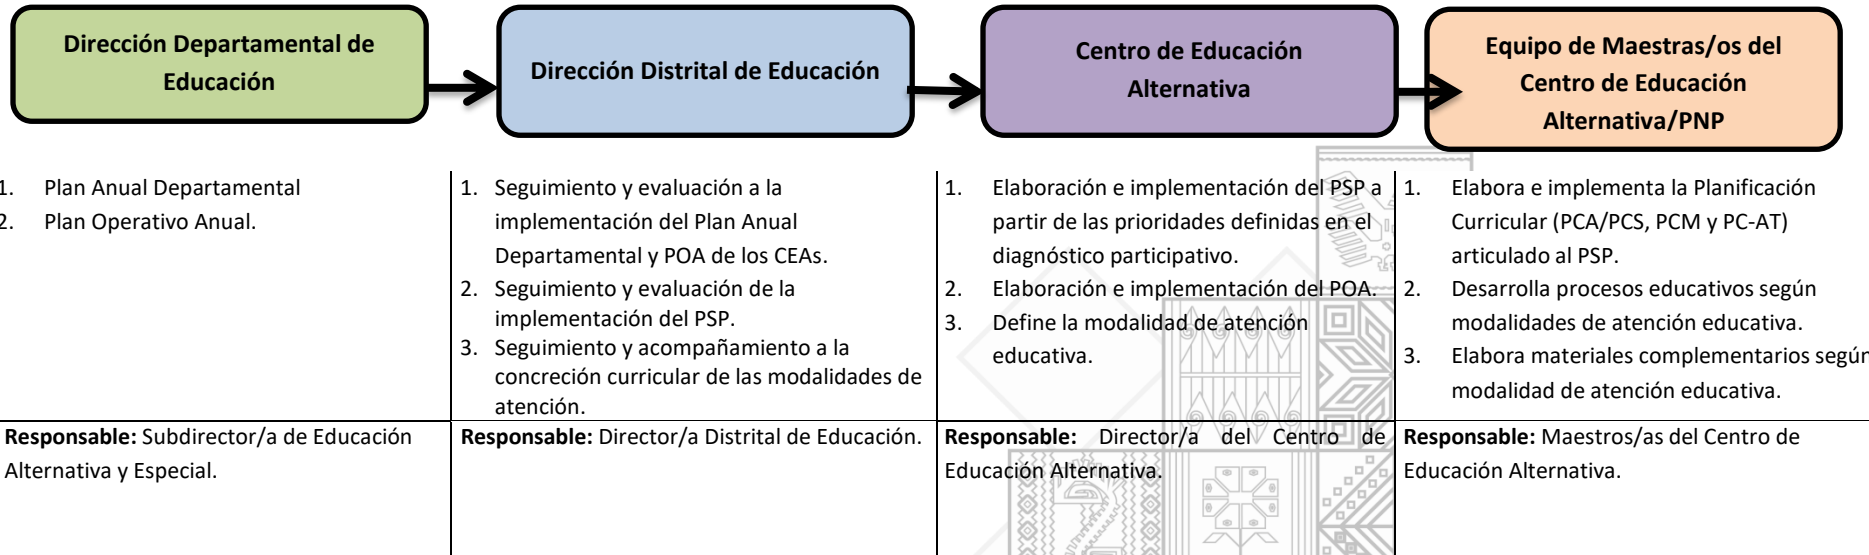 Dirección Departamental de
Educación
Dirección Distrital de Educación
Centro de Educación
Alternativa
Equipo de Maestras/os del
Centro de Educación
Alternativa/PNP
1. Plan Anual Departamental
2. Plan Operativo Anual.
1. Seguimiento y evaluación a la
implementación del Plan Anual
Departamental y POA de los CEAs.
2. Seguimiento y evaluación de la
implementación del PSP.
3. Seguimiento y acompañamiento a la
concreción curricular de las modalidades de
atención.
1. Elaboración e implementación del PSP a
partir de las prioridades definidas en el
diagnóstico participativo.
2. Elaboración e implementación del POA.
3. Define la modalidad de atención
educativa.
1. Elabora e implementa la Planificación
Curricular (PCA/PCS, PCM y PC-AT)
articulado al PSP.
2. Desarrolla procesos educativos según
modalidades de atención educativa.
3. Elabora materiales complementarios según
modalidad de atención educativa.
Responsable: Subdirector/a de Educación
Alternativa y Especial.
Responsable: Director/a Distrital de Educación.
Responsable: Director/a del Centro de
Educación Alternativa.
Responsable: Maestros/as del Centro de
Educación Alternativa.